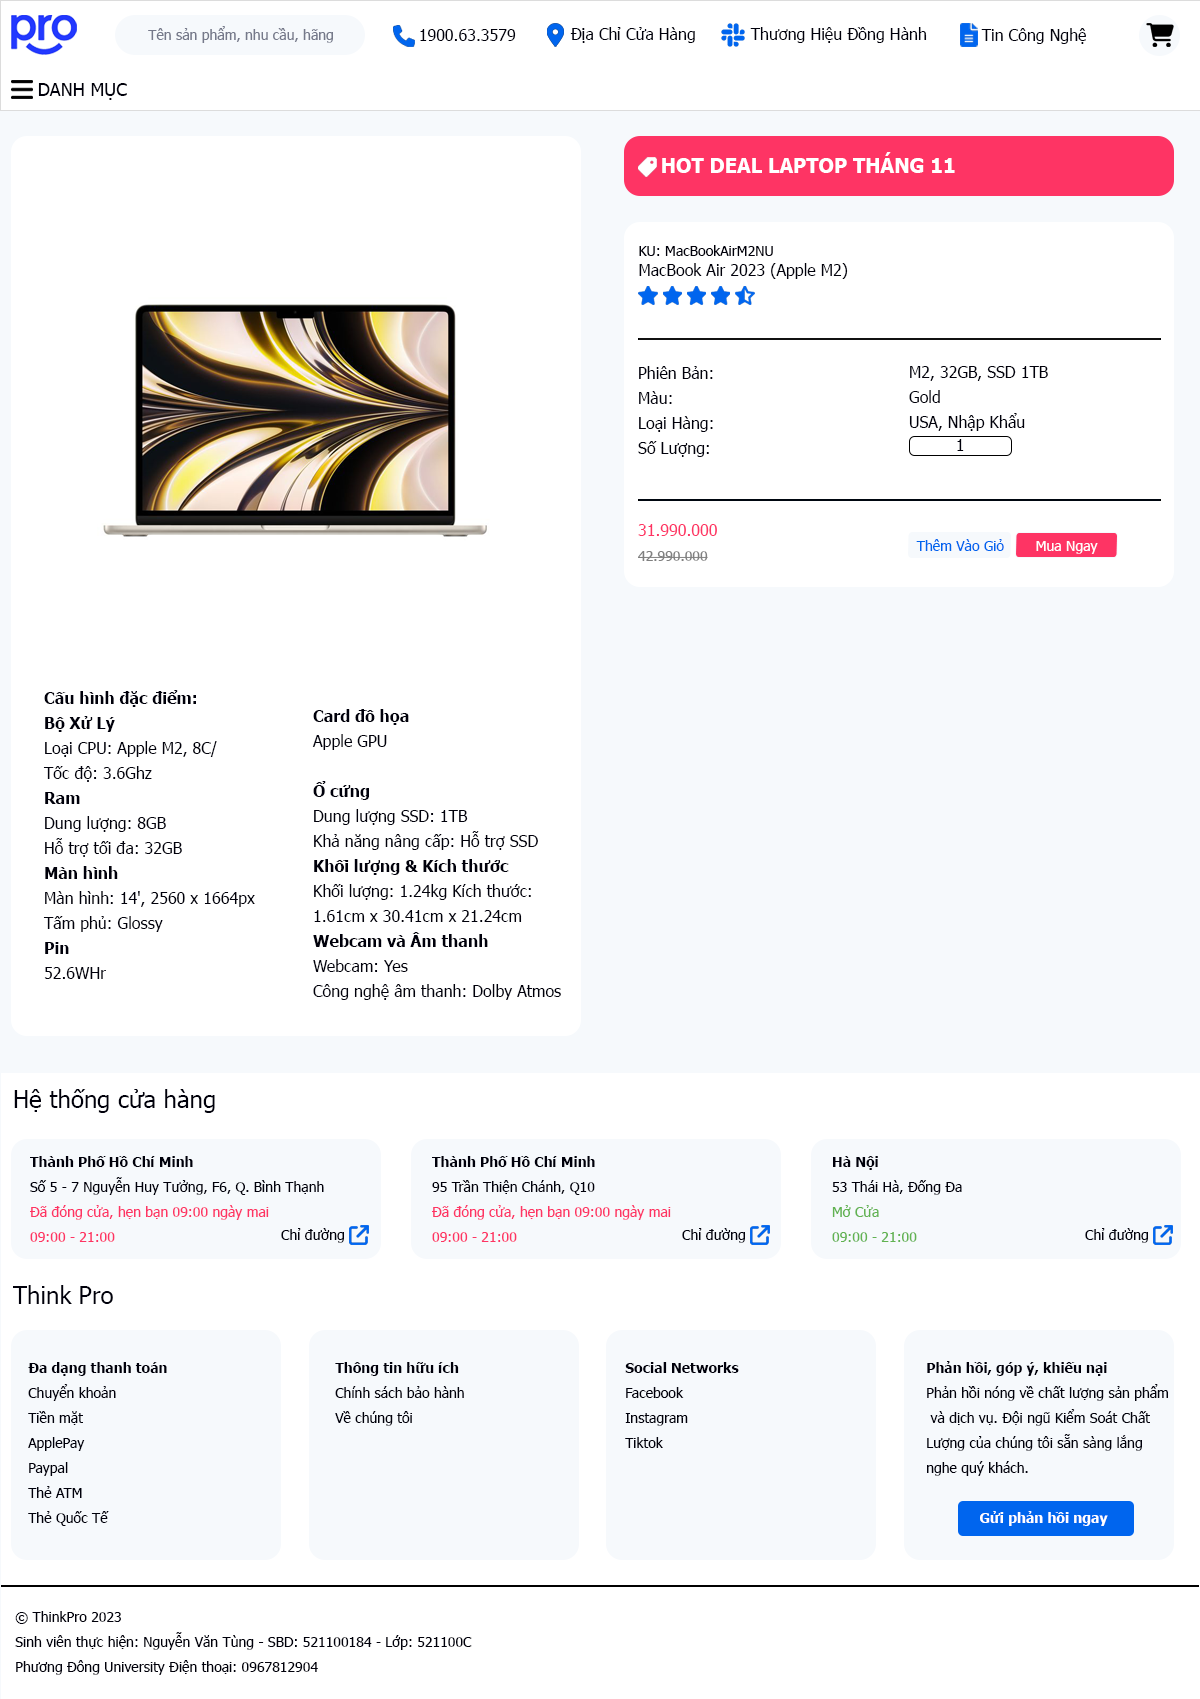 pro
Tên sản phẩm, nhu cầu, hãng
1900.63.3579
Địa Chỉ Cửa Hàng
Thương Hiệu Đồng Hành
Tin Công Nghệ
DANH MỤC
HOT DEAL LAPTOP THÁNG 11
KU: MacBookAirM2NU
MacBook Air 2023 (Apple M2)
Phiên Bản: M2, 32GB, SSD 1TB
Màu: Gold
Loại Hàng: USA, Nhập Khẩu
Số Lượng: 1
31.990.000
42.990.000
Thêm Vào Giỏ
Mua Ngay
Cấu hình đặc điểm:
Bộ Xử Lý
Loại CPU: Apple M2, 8C/
Tốc độ: 3.6Ghz
Ram
Dung lượng: 8GB
Hỗ trợ tối đa: 32GB
Màn hình
Màn hình: 14', 2560 x 1664px
Tấm phủ: Glossy
Pin
52.6WHr
Card đồ họa
Apple GPU
Ổ cứng
Dung lượng SSD: 1TB
Khả năng nâng cấp: Hỗ trợ SSD
Khối lượng & Kích thước
Khối lượng: 1.24kg Kích thước:
1.61cm x 30.41cm x 21.24cm
Webcam và Âm thanh
Webcam: Yes
Công nghệ âm thanh: Dolby Atmos
Hệ thống cửa hàng
Thành Phố Hồ Chí Minh
Số 5 - 7 Nguyễn Huy Tưởng, F6, Q. Bình Thạnh
Đã đóng cửa, hẹn bạn 09:00 ngày mai
09:00 - 21:00
Chỉ đường
Thành Phố Hồ Chí Minh
95 Trần Thiện Chánh, Q10
Đã đóng cửa, hẹn bạn 09:00 ngày mai
09:00 - 21:00
Chỉ đường
Hà Nội
53 Thái Hà, Đống Đa
Mở Cửa
09:00 - 21:00
Chỉ đường
Think Pro
Đa dạng thanh toán
Chuyển khoản
Tiền mặt
ApplePay
Paypal
Thẻ ATM
Thẻ Quốc Tế
Thông tin hữu ích
Chính sách bảo hành
Về chúng tôi
Social Networks
Facebook
Instagram
Tiktok
Phản hồi, góp ý, khiếu nại
Phản hồi nóng về chất lượng sản phẩm
và dịch vụ. Đội ngũ Kiểm Soát Chất
Lượng của chúng tôi sẵn sàng lắng
nghe quý khách.
Gửi phản hồi ngay
© ThinkPro 2023
Sinh viên thực hiện: Nguyễn Văn Tùng - SBD: 521100184 - Lớp: 521100C
Phương Đông University Điện thoại: 0967812904